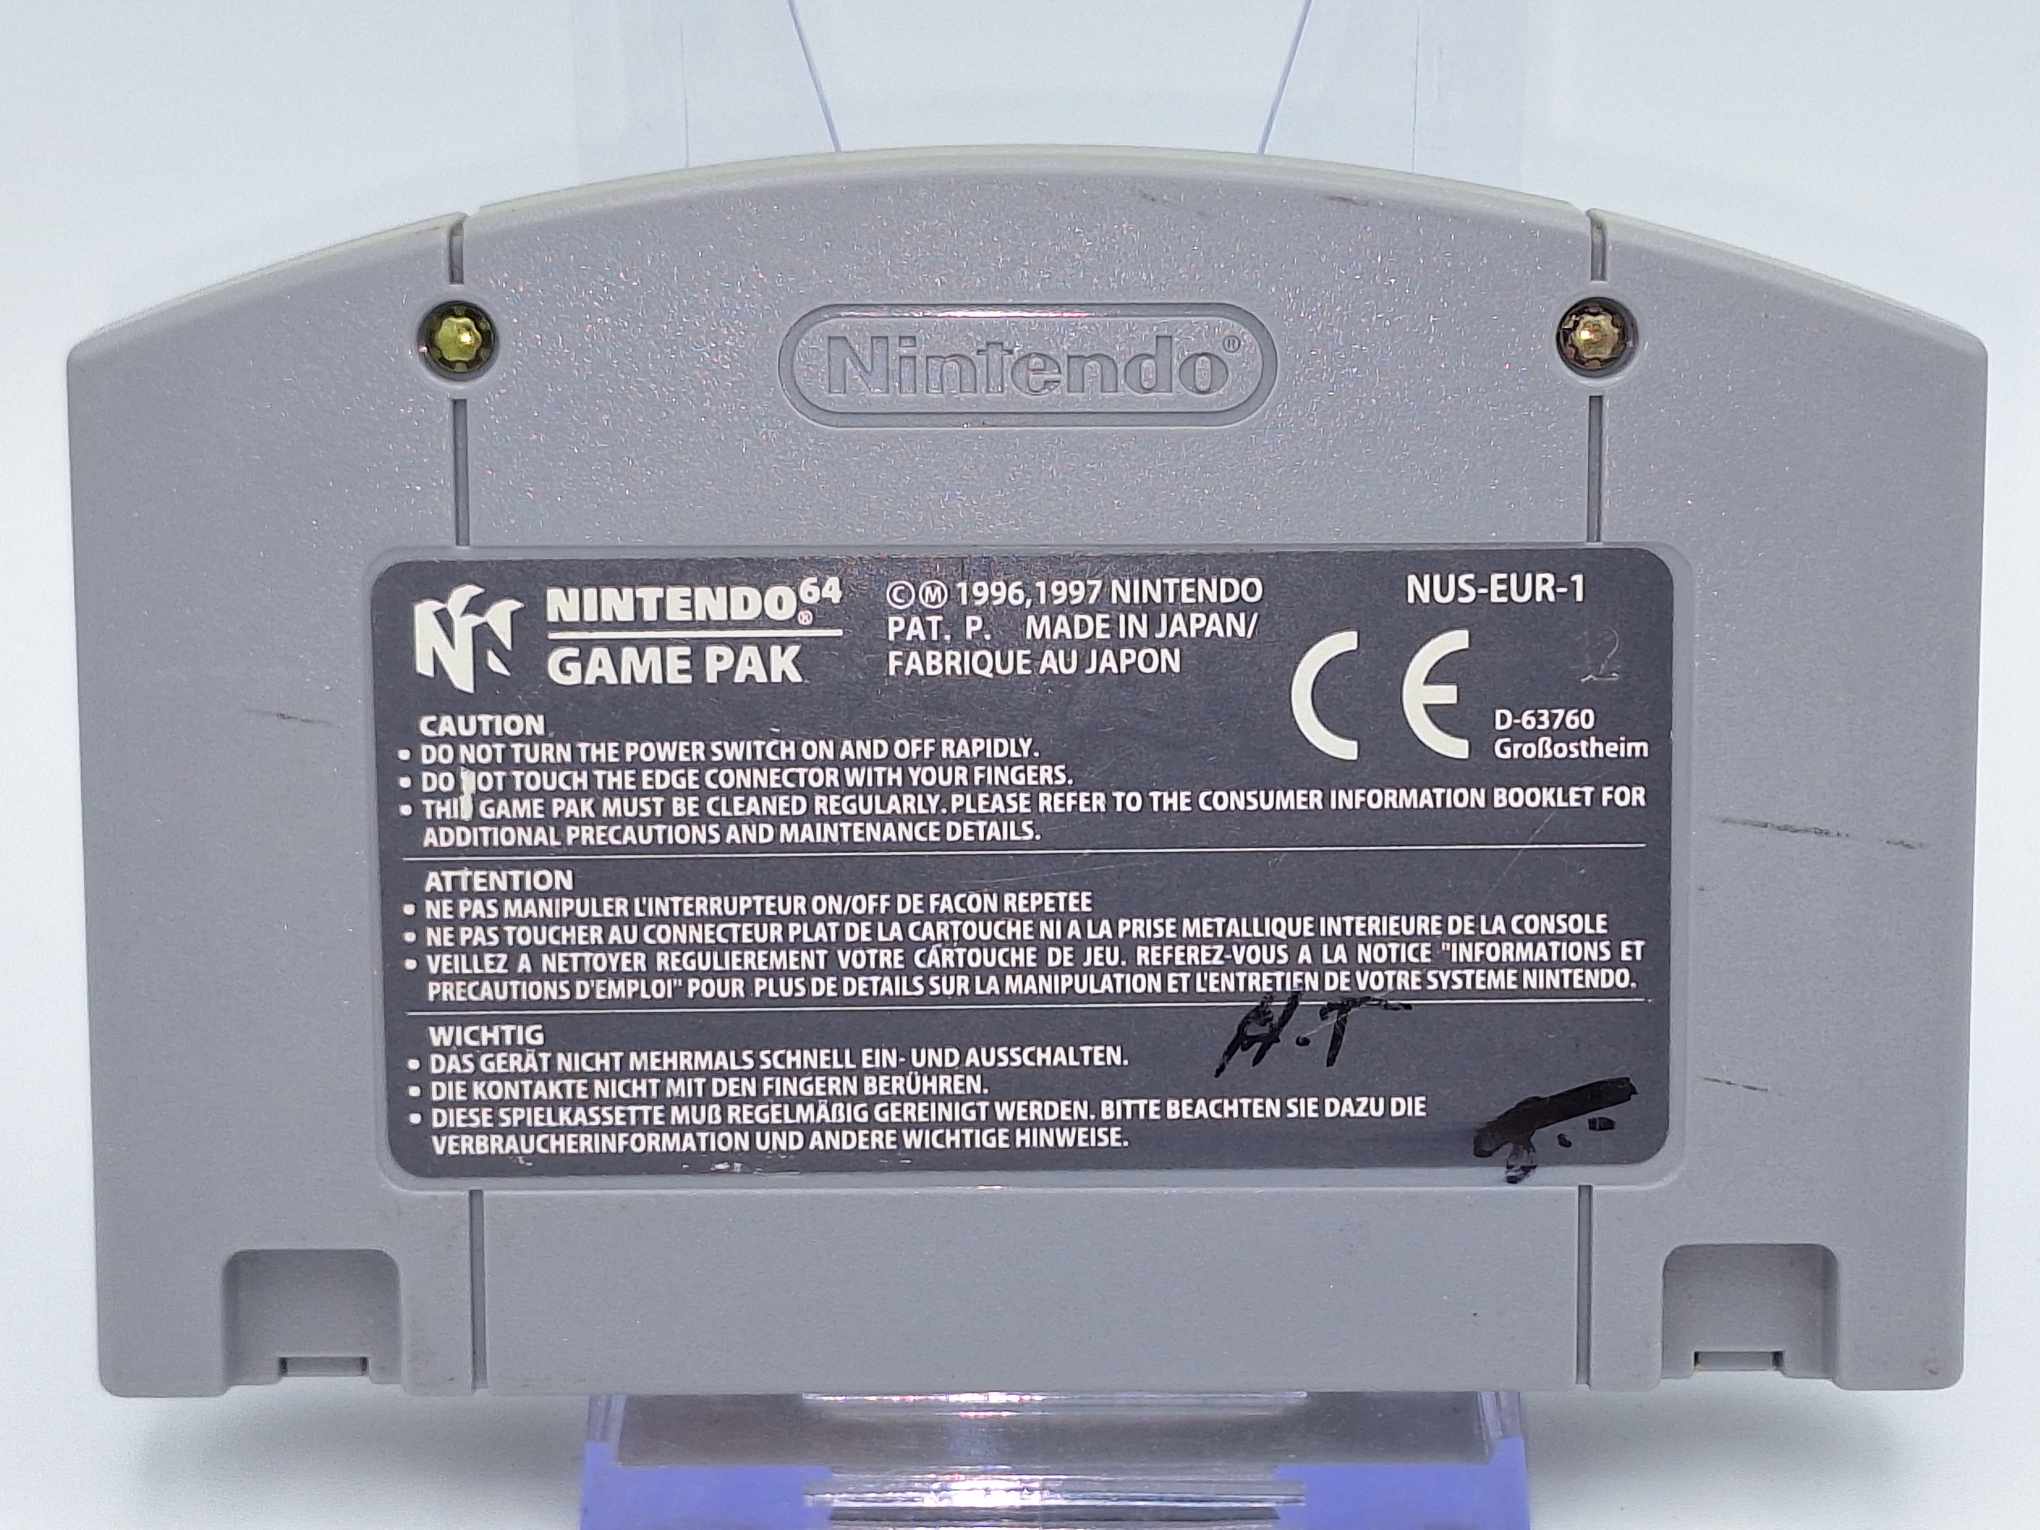 Nintendo®
NINTENDO 64®
GAME PAK
©Ⓜ 1996,1997 NINTENDO
PAT. P. MADE IN JAPAN/
FABRIQUE AU JAPON
NUS-EUR-1
12
CE
D-63760
Großostheim
CAUTION
• DO NOT TURN THE POWER SWITCH ON AND OFF RAPIDLY.
• DO NOT TOUCH THE EDGE CONNECTOR WITH YOUR FINGERS.
• THIS GAME PAK MUST BE CLEANED REGULARLY. PLEASE REFER TO THE CONSUMER INFORMATION BOOKLET FOR
ADDITIONAL PRECAUTIONS AND MAINTENANCE DETAILS.
ATTENTION
• NE PAS MANIPULER L'INTERRUPTEUR ON/OFF DE FACON REPETEE
• NE PAS TOUCHER AU CONNECTEUR PLAT DE LA CARTOUCHE NI A LA PRISE METALLIQUE INTERIEURE DE LA CONSOLE
• VEILLEZ A NETTOYER REGULIEREMENT VOTRE CARTOUCHE DE JEU. REFEREZ-VOUS A LA NOTICE "INFORMATIONS ET
PRECAUTIONS D'EMPLOI" POUR PLUS DE DETAILS SUR LA MANIPULATION ET L'ENTRETIEN DE VOTRE SYSTEME NINTENDO.
WICHTIG
• DAS GERÄT NICHT MEHRMALS SCHNELL EIN- UND AUSSCHALTEN.
• DIE KONTAKTE NICHT MIT DEN FINGERN BERÜHREN.
• DIESE SPIELKASSETTE MUß REGELMÄßIG GEREINIGT WERDEN. BITTE BEACHTEN SIE DAZU DIE
VERBRAUCHERINFORMATION UND ANDERE WICHTIGE HINWEISE.
H.T